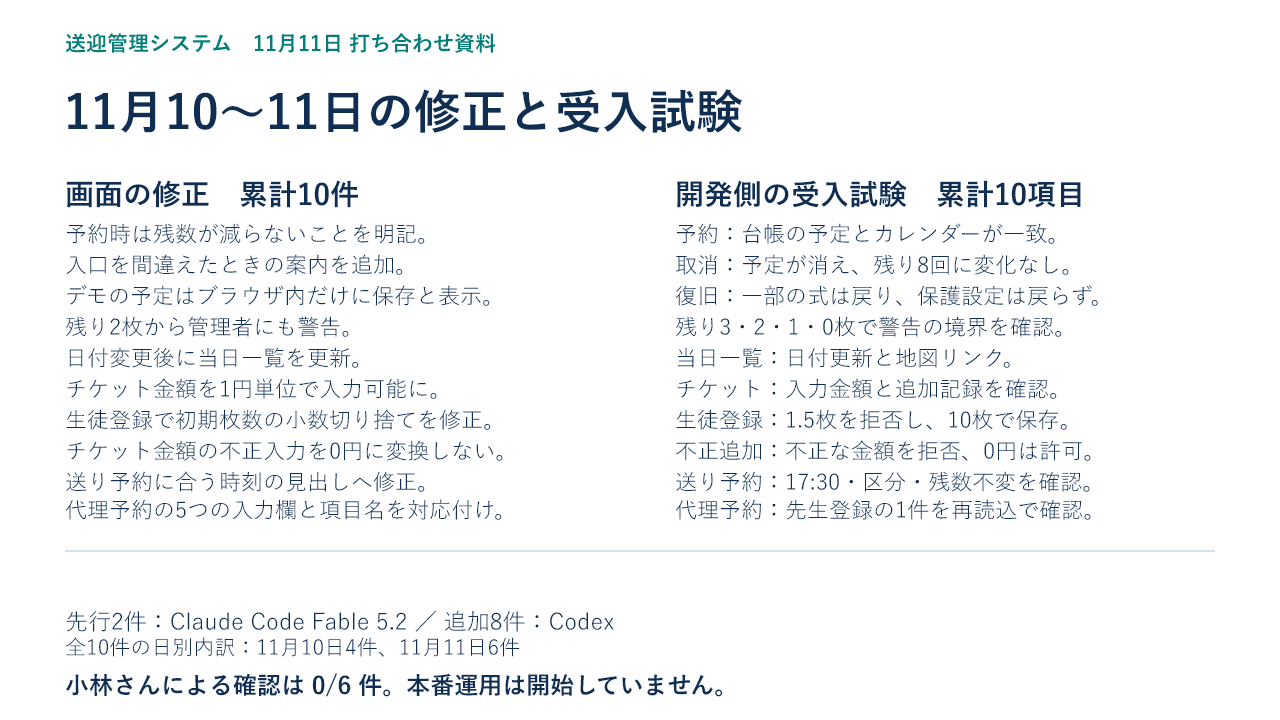 送迎管理システム　11月11日 打ち合わせ資料
11月10〜11日の修正と受入試験
画面の修正　累計10件
予約時は残数が減らないことを明記。
入口を間違えたときの案内を追加。
デモの予定はブラウザ内だけに保存と表示。
残り2枚から管理者にも警告。
日付変更後に当日一覧を更新。
チケット金額を1円単位で入力可能に。
生徒登録で初期枚数の小数切り捨てを修正。
チケット金額の不正入力を0円に変換しない。
送り予約に合う時刻の見出しへ修正。
代理予約の5つの入力欄と項目名を対応付け。
開発側の受入試験　累計10項目
予約：台帳の予定とカレンダーが一致。
取消：予定が消え、残り8回に変化なし。
復旧：一部の式は戻り、保護設定は戻らず。
残り3・2・1・0枚で警告の境界を確認。
当日一覧：日付更新と地図リンク。
チケット：入力金額と追加記録を確認。
生徒登録：1.5枚を拒否し、10枚で保存。
不正追加：不正な金額を拒否、0円は許可。
送り予約：17:30・区分・残数不変を確認。
代理予約：先生登録の1件を再読込で確認。
先行2件：Claude Code Fable 5.2 ／ 追加8件：Codex
全10件の日別内訳：11月10日4件、11月11日6件
小林さんによる確認は 0/6 件。本番運用は開始していません。